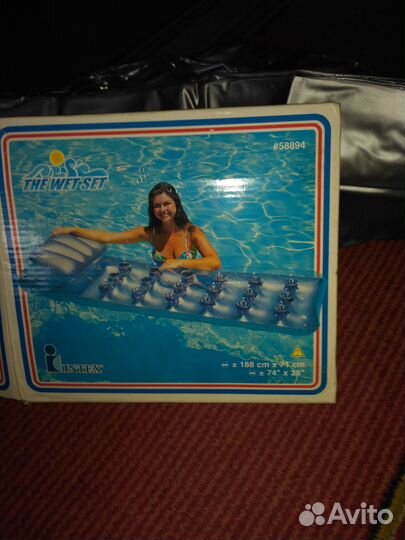 #58894
THE WET SET
INTEX
± 188 cm x 71 cm
± 74" x 28"
Avito